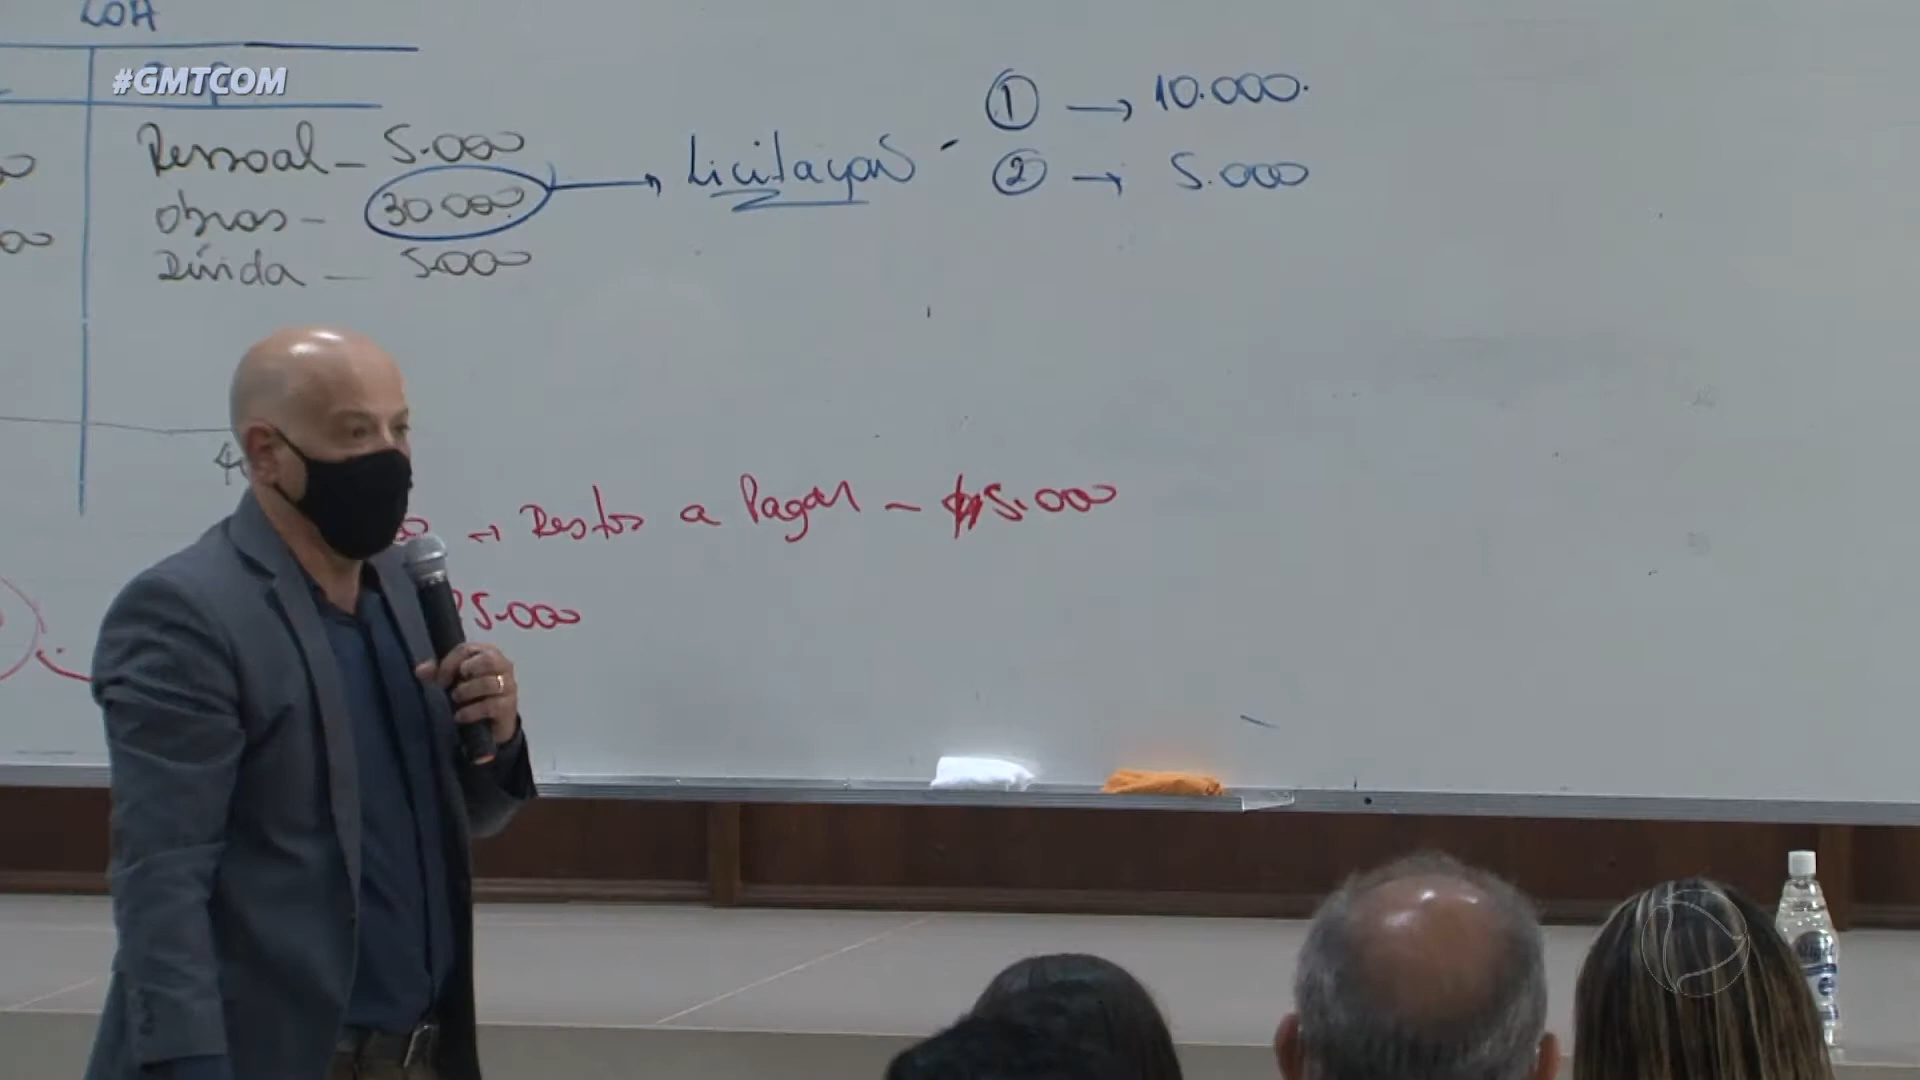 LOA
#GMTCOM
Pessoal - 5.000
Obras - 30.000
Dívida - 5.000
Licitação -
① → 10.000.
② → 5.000
→ Restos a Pagar - 5.000
25.000